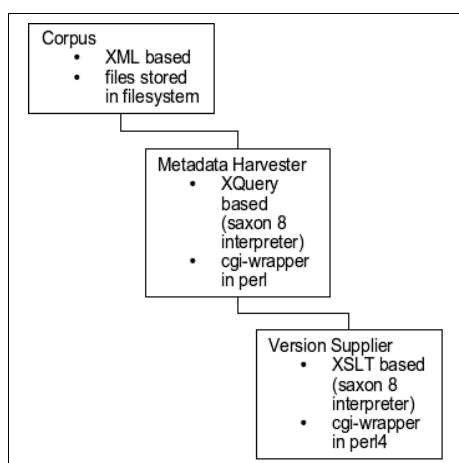 Corpus
• XML based
• files stored
in filesystem
Metadata Harvester
• XQuery
based
(saxon 8
interpreter)
• cgi-wrapper
in perl
Version Supplier
• XSLT based
(saxon 8
interpreter)
• cgi-wrapper
in perl4